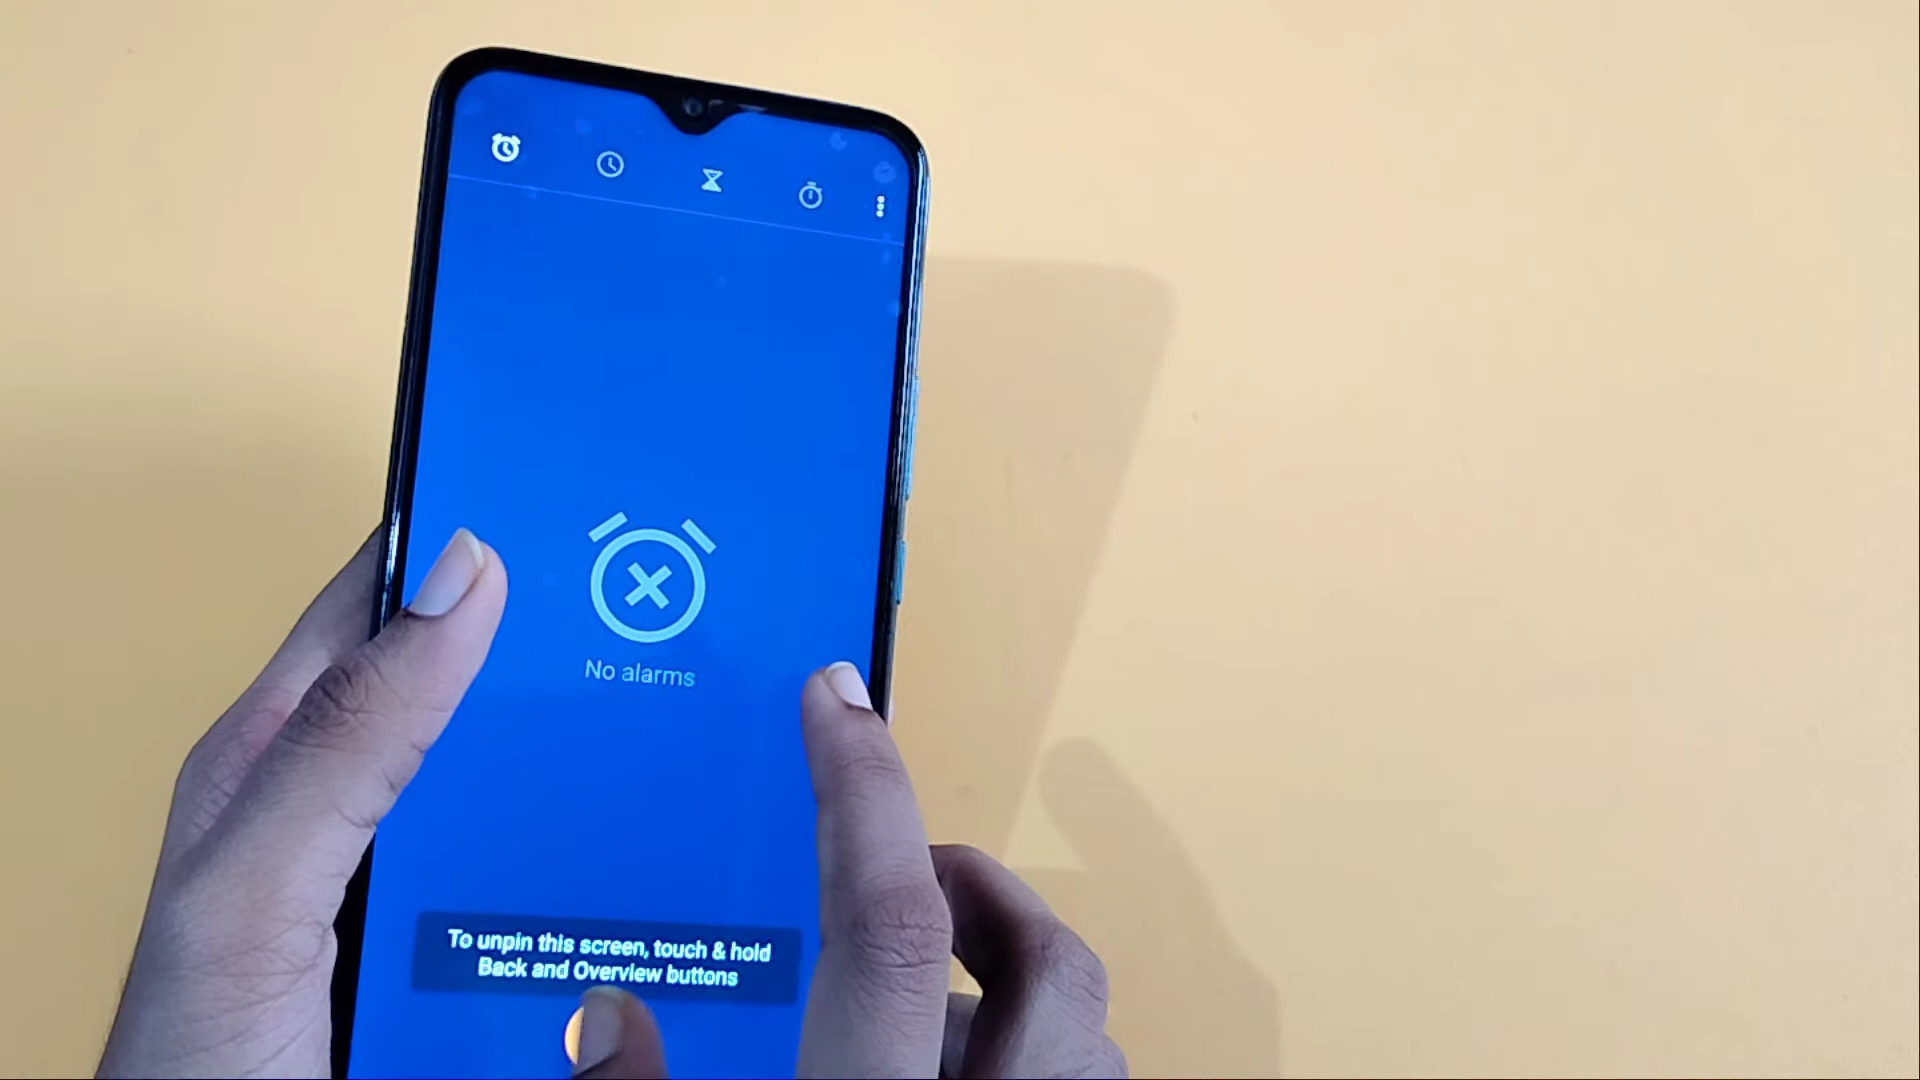 No alarms
To unpin this screen, touch & hold
Back and Overview buttons